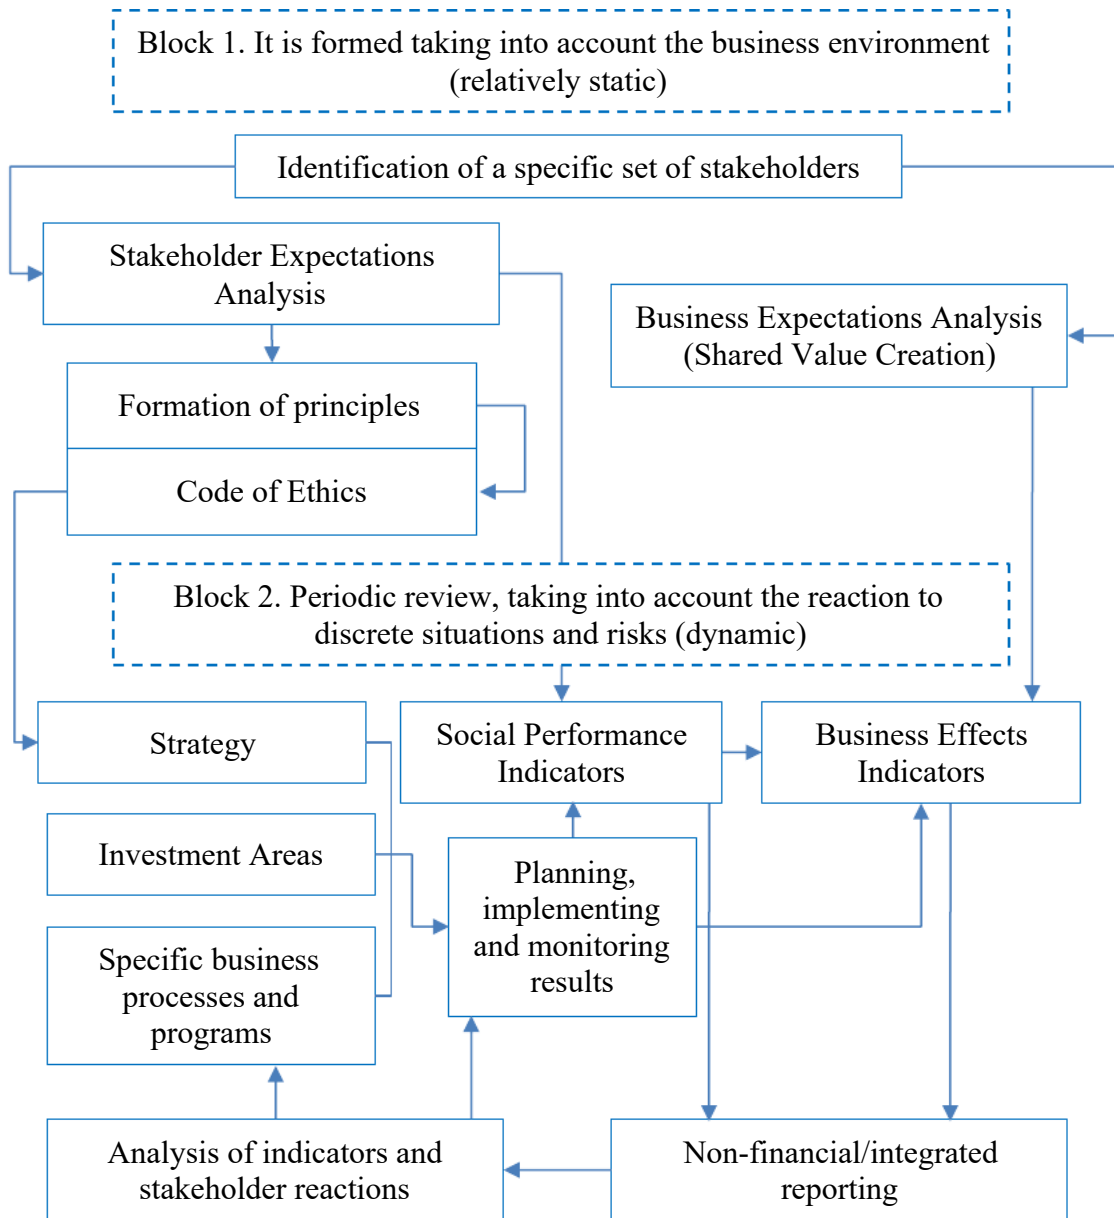 Block 1. It is formed taking into account the business environment
(relatively static)
Identification of a specific set of stakeholders
Stakeholder Expectations
Analysis
Business Expectations Analysis
(Shared Value Creation)
Formation of principles
Code of Ethics
Block 2. Periodic review, taking into account the reaction to
discrete situations and risks (dynamic)
Strategy
Social Performance
Indicators
Business Effects
Indicators
Investment Areas
Planning,
implementing
and monitoring
results
Specific business
processes and
programs
Analysis of indicators and
stakeholder reactions
Non-financial/integrated
reporting